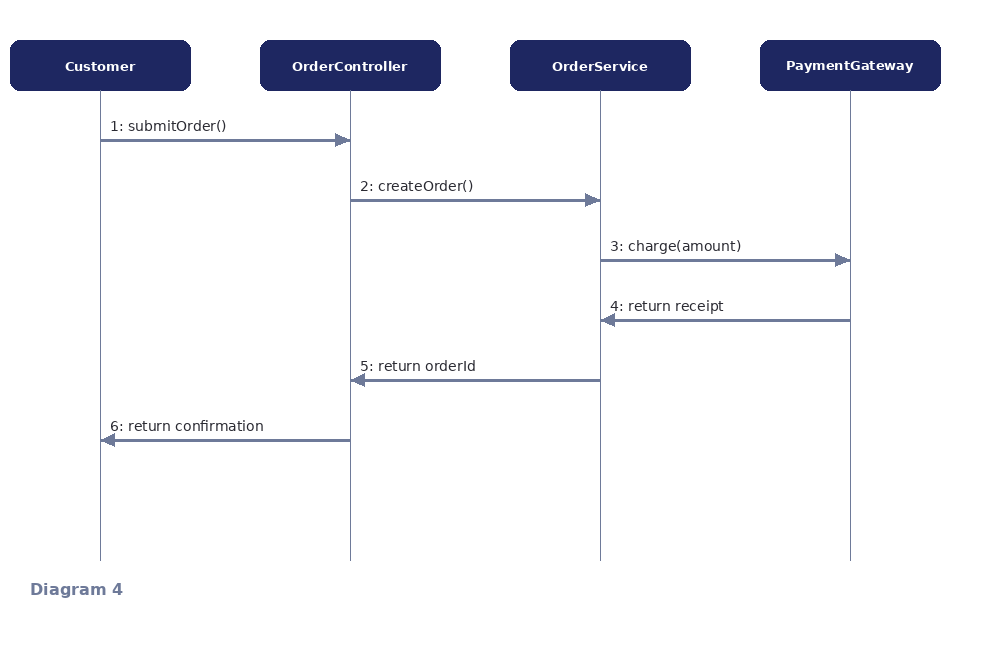 Customer
OrderController
OrderService
PaymentGateway
1: submitOrder()
2: createOrder()
3: charge(amount)
4: return receipt
5: return orderId
6: return confirmation
Diagram 4